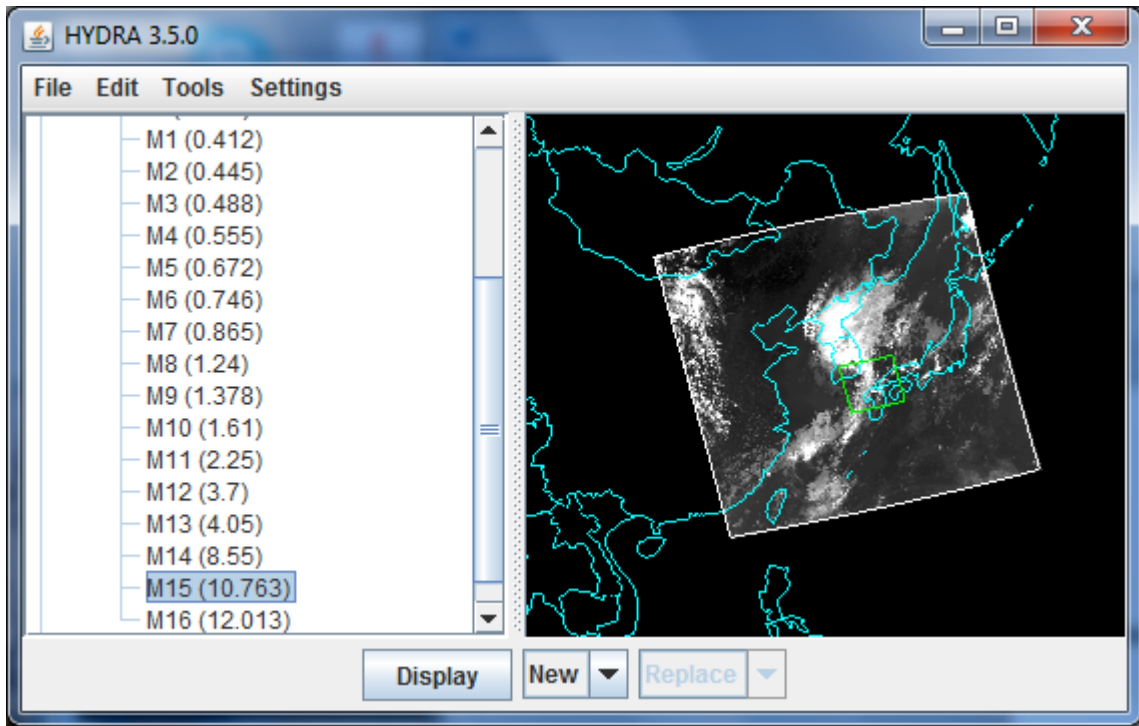 HYDRA 3.5.0
File Edit Tools Settings
M1 (0.412)
M2 (0.445)
M3 (0.488)
M4 (0.555)
M5 (0.672)
M6 (0.746)
M7 (0.865)
M8 (1.24)
M9 (1.378)
M10 (1.61)
M11 (2.25)
M12 (3.7)
M13 (4.05)
M14 (8.55)
M15 (10.763)
M16 (12.013)
Display New Replace